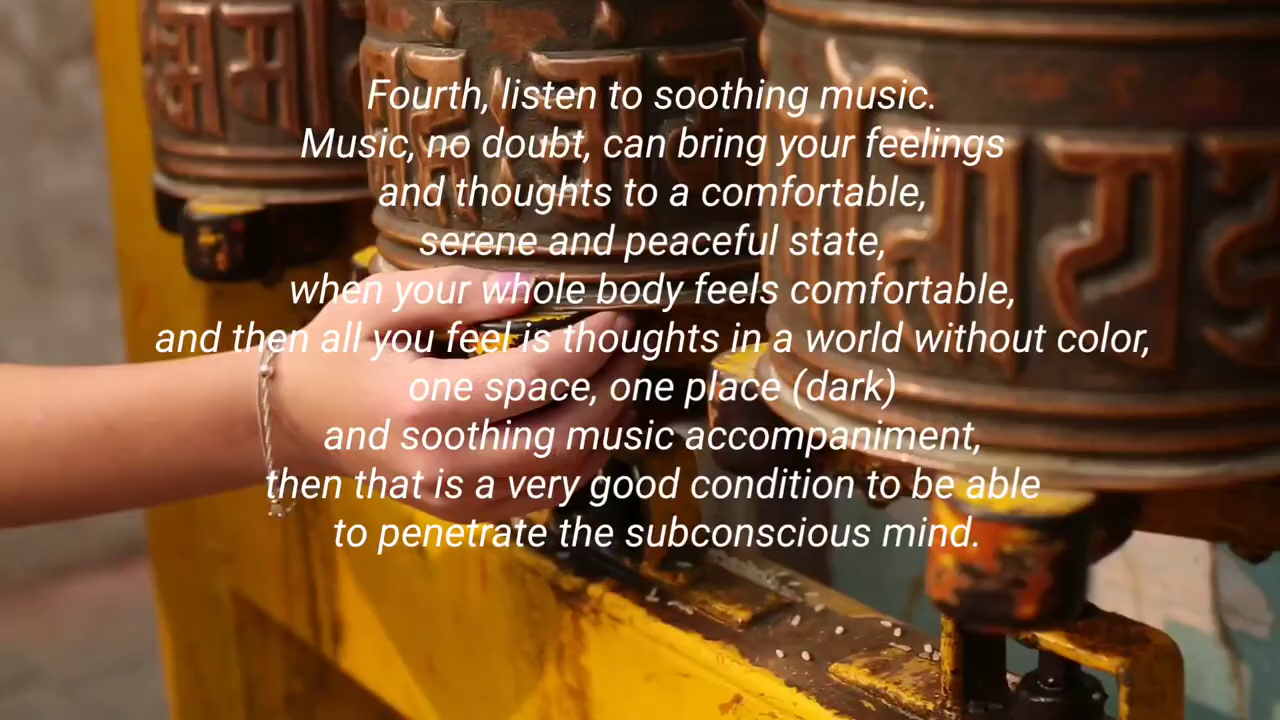 Fourth, listen to soothing music.
Music, no doubt, can bring your feelings
and thoughts to a comfortable,
serene and peaceful state,
when your whole body feels comfortable,
and then all you feel is thoughts in a world without color,
one space, one place (dark)
and soothing music accompaniment,
then that is a very good condition to be able
to penetrate the subconscious mind.